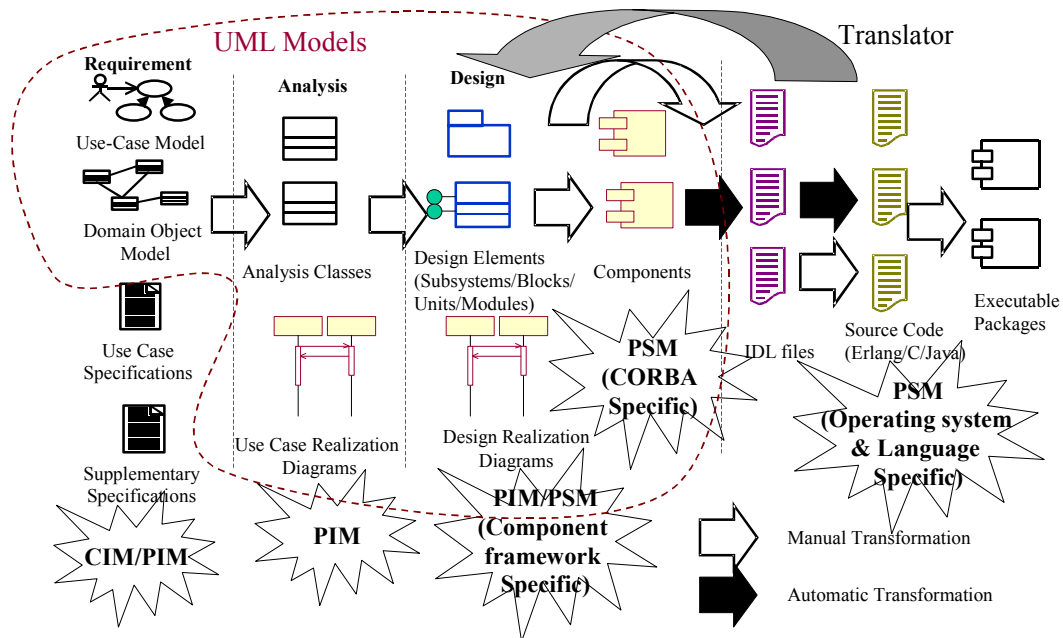 UML Models
Translator
Requirement
Use-Case Model
Domain Object
Model
Use Case
Specifications
Supplementary
Specifications
CIM/PIM
Analysis
Analysis Classes
Use Case Realization
Diagrams
PIM
Design
Design Elements
(Subsystems/Blocks/
Units/Modules)
Design Realization
Diagrams
PIM/PSM
(Component
framework
Specific)
Components
PSM
(CORBA
Specific)
IDL files
Source Code
(Erlang/C/Java)
PSM
(Operating system
& Language
Specific)
Executable
Packages
Manual Transformation
Automatic Transformation